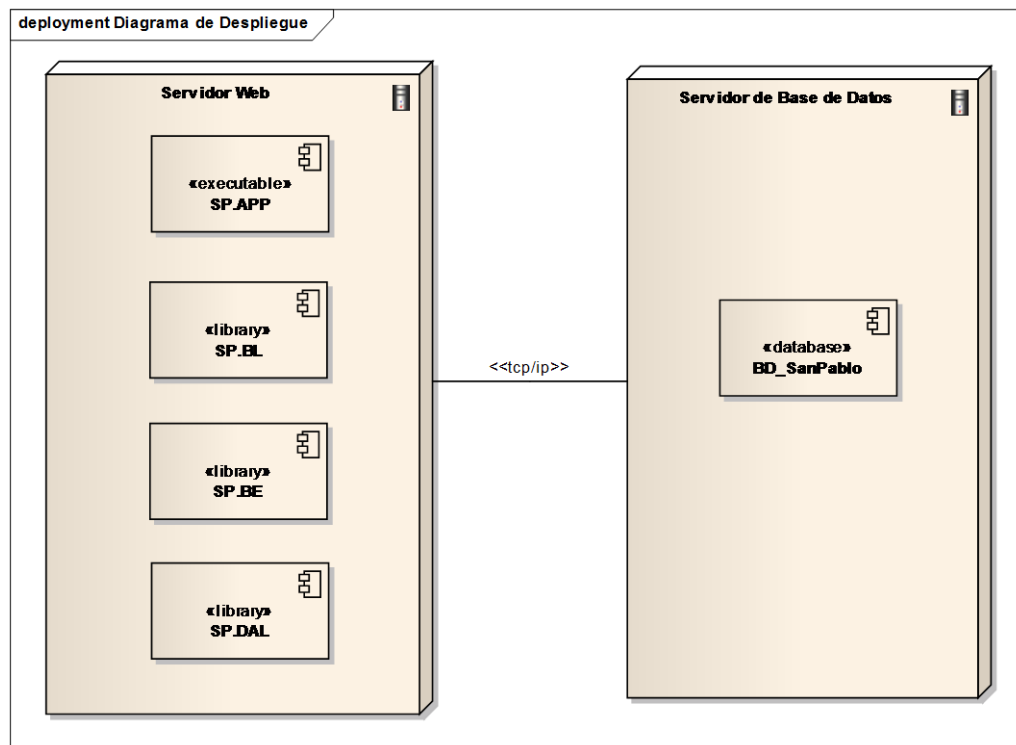 deployment Diagrama de Despliegue
Servidor Web
«executable»
SP.APP
«library»
SP.BL
«library»
SP.BE
«library»
SP.DAL
<<tcp/ip>>
Servidor de Base de Datos
«database»
BD_SanPablo